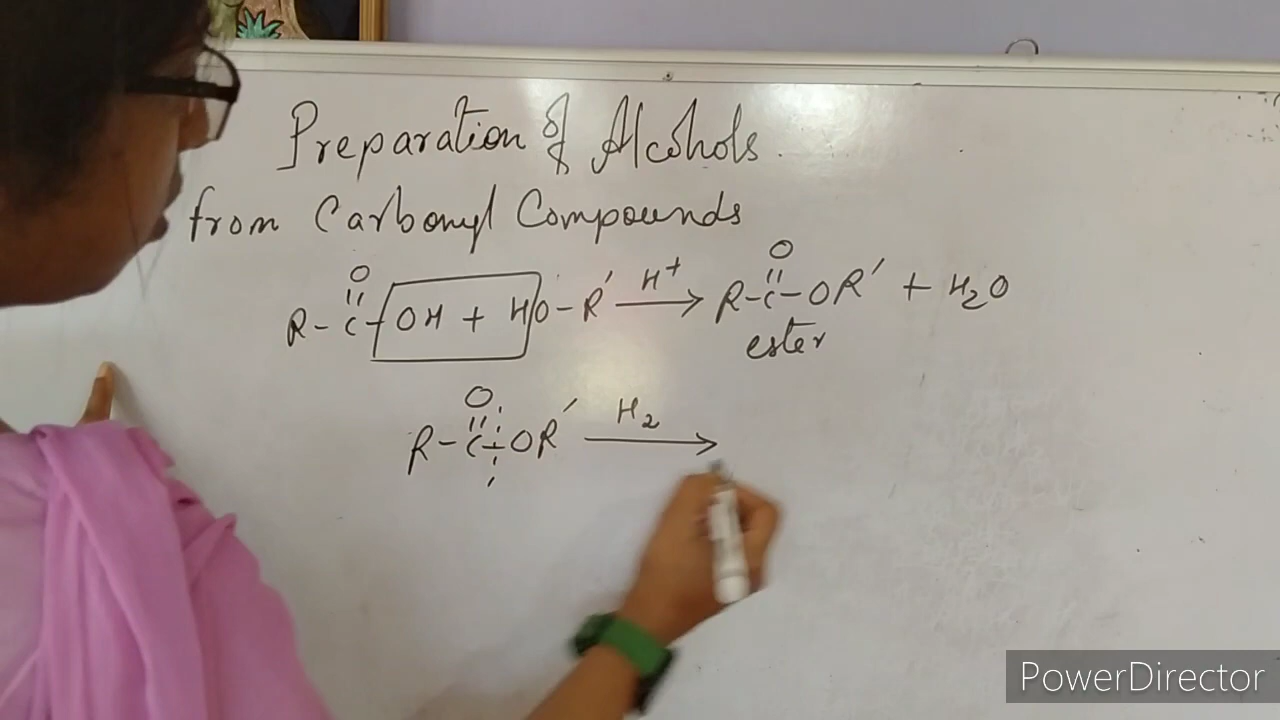 Preparation of Alcohols
from Carbonyl Compounds
O O
R - C - OH + HO - R' H+ → R - C - OR' + H2O
ester
O
R - C - OR' H2 →
PowerDirector